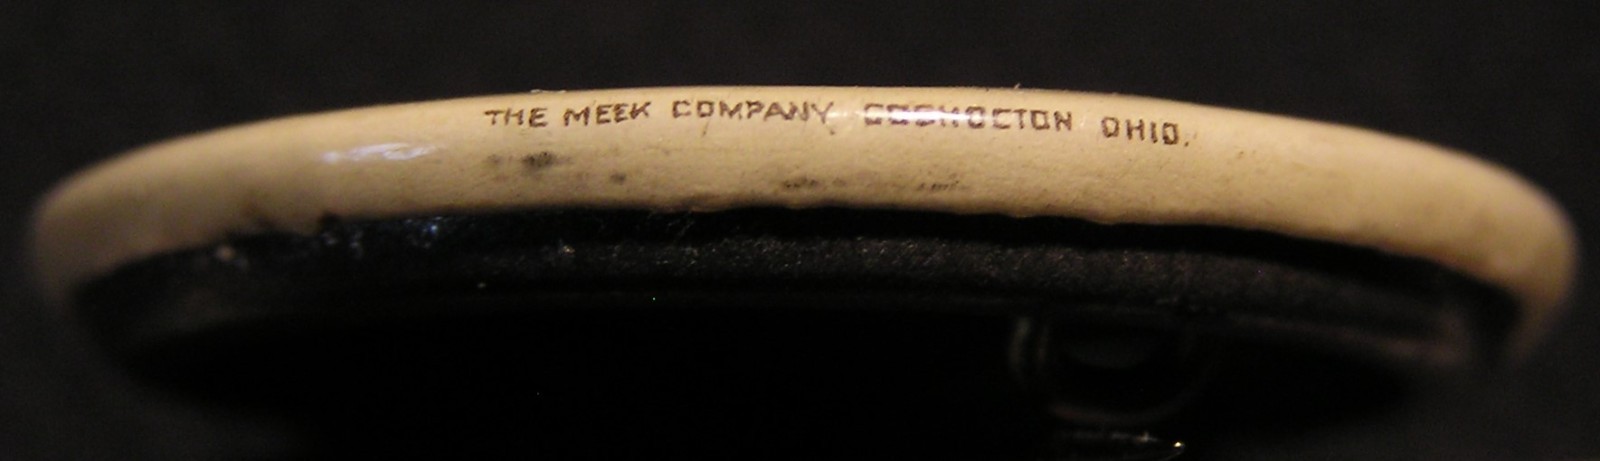 THE MEEK COMPANY COSHOCTON OHIO.